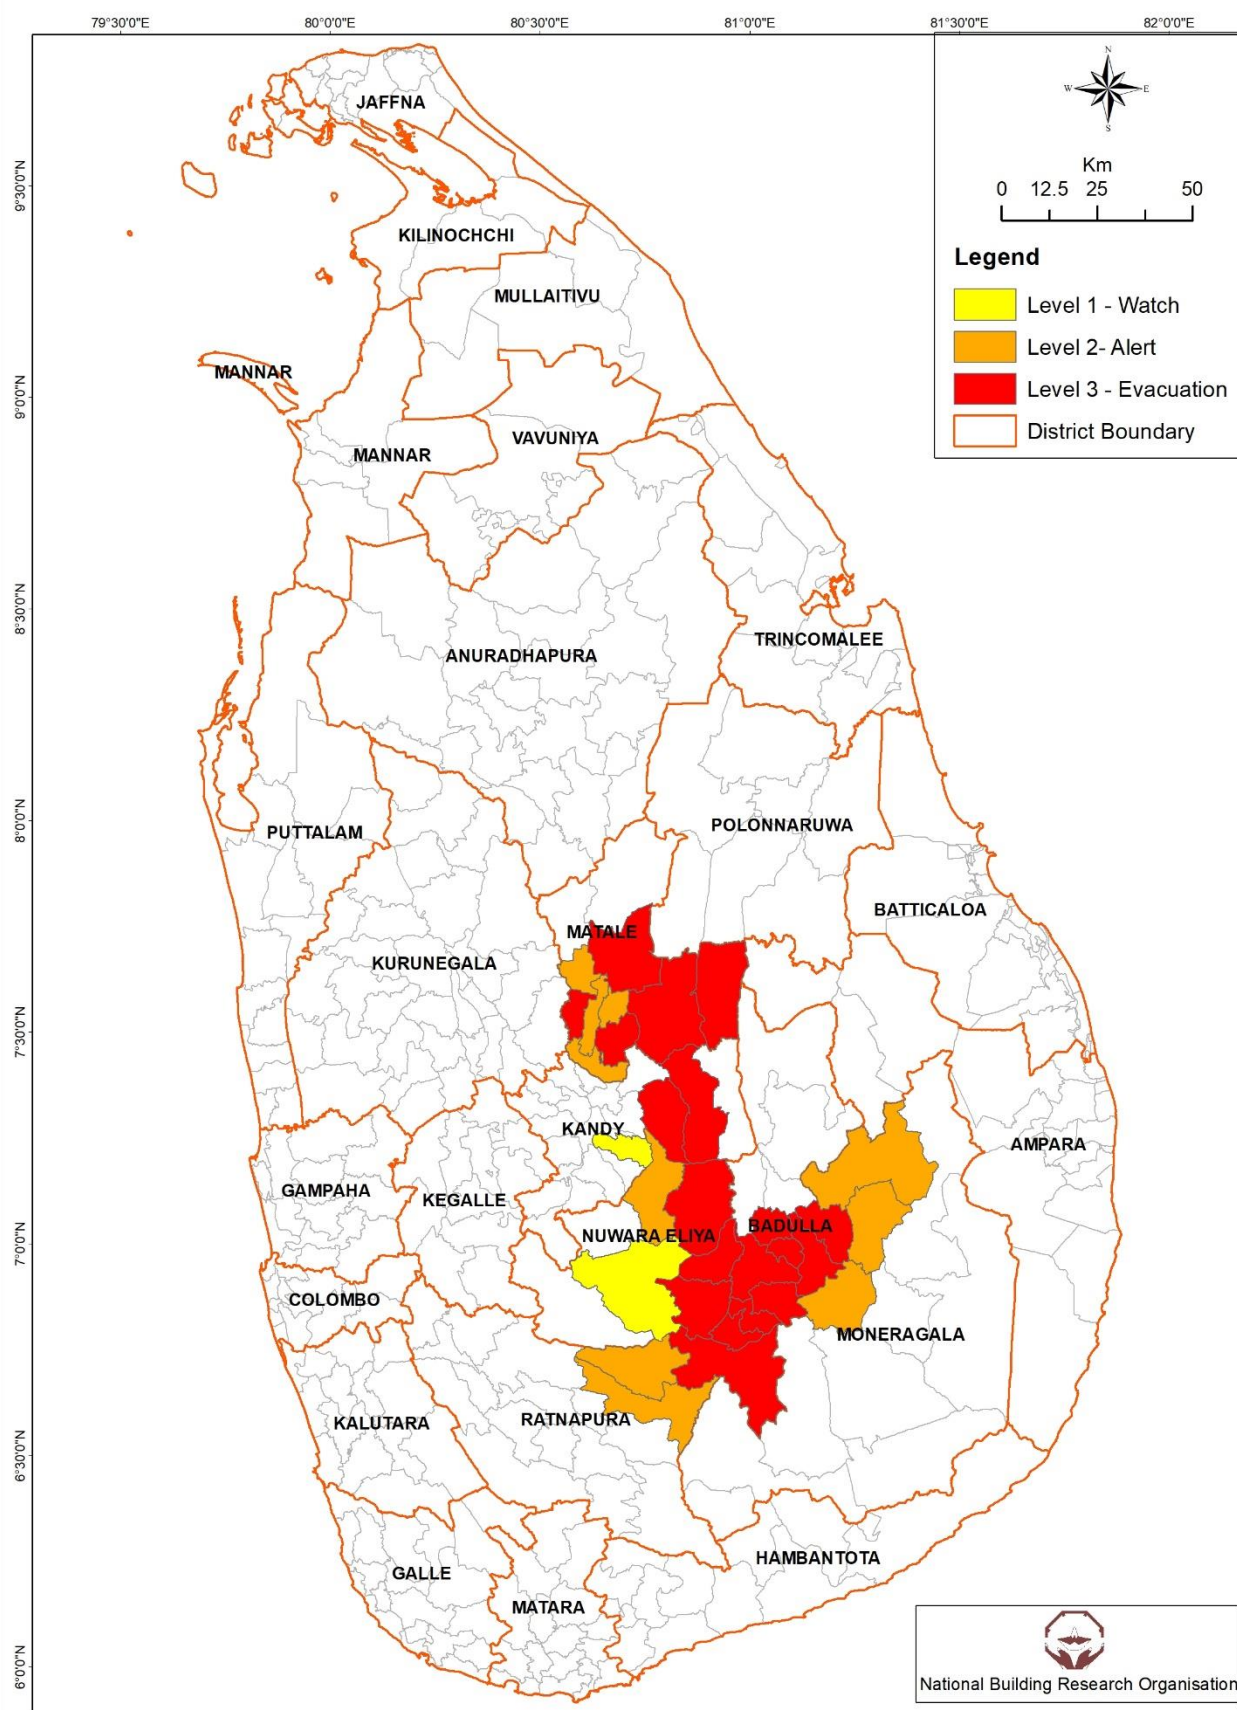 79°30'0"E 80°0'0"E 80°30'0"E 81°0'0"E 81°30'0"E 82°0'0"E
N
W E
S
Km
0 12.5 25 50
Legend
Level 1 - Watch
Level 2- Alert
Level 3 - Evacuation
District Boundary
9°30'0"N
9°0'0"N
8°30'0"N
8°0'0"N
7°30'0"N
7°0'0"N
6°30'0"N
6°0'0"N
JAFFNA
KILINOCHCHI
MULLAITIVU
MANNAR
VAVUNIYA
MANNAR
TRINCOMALEE
ANURADHAPURA
POLONNARUWA
PUTTALAM
BATTICALOA
MATALE
KURUNEGALA
KANDY
AMPARA
GAMPAHA
KEGALLE
BADULLA
NUWARA ELIYA
COLOMBO
MONERAGALA
RATNAPURA
KALUTARA
HAMBANTOTA
GALLE
MATARA
National Building Research Organisation